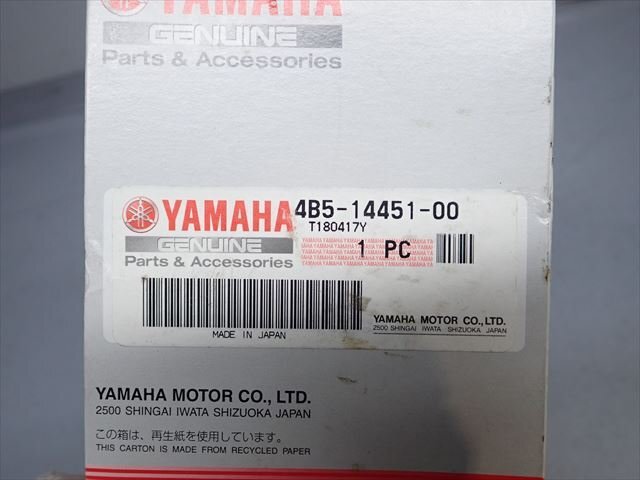 YAMAHA
GENUINE
Parts & Accessories
YAMAHA 4B5-14451-00
T180417Y
GENUINE
Parts & Accessories
1 PC
MADE IN JAPAN
YAMAHA MOTOR CO., LTD.
2500 SHINGAI IWATA SHIZUOKA JAPAN
YAMAHA MOTOR CO., LTD.
2500 SHINGAI IWATA SHIZUOKA JAPAN
この箱は、再生紙を使用しています。
THIS CARTON IS MADE FROM RECYCLED PAPER